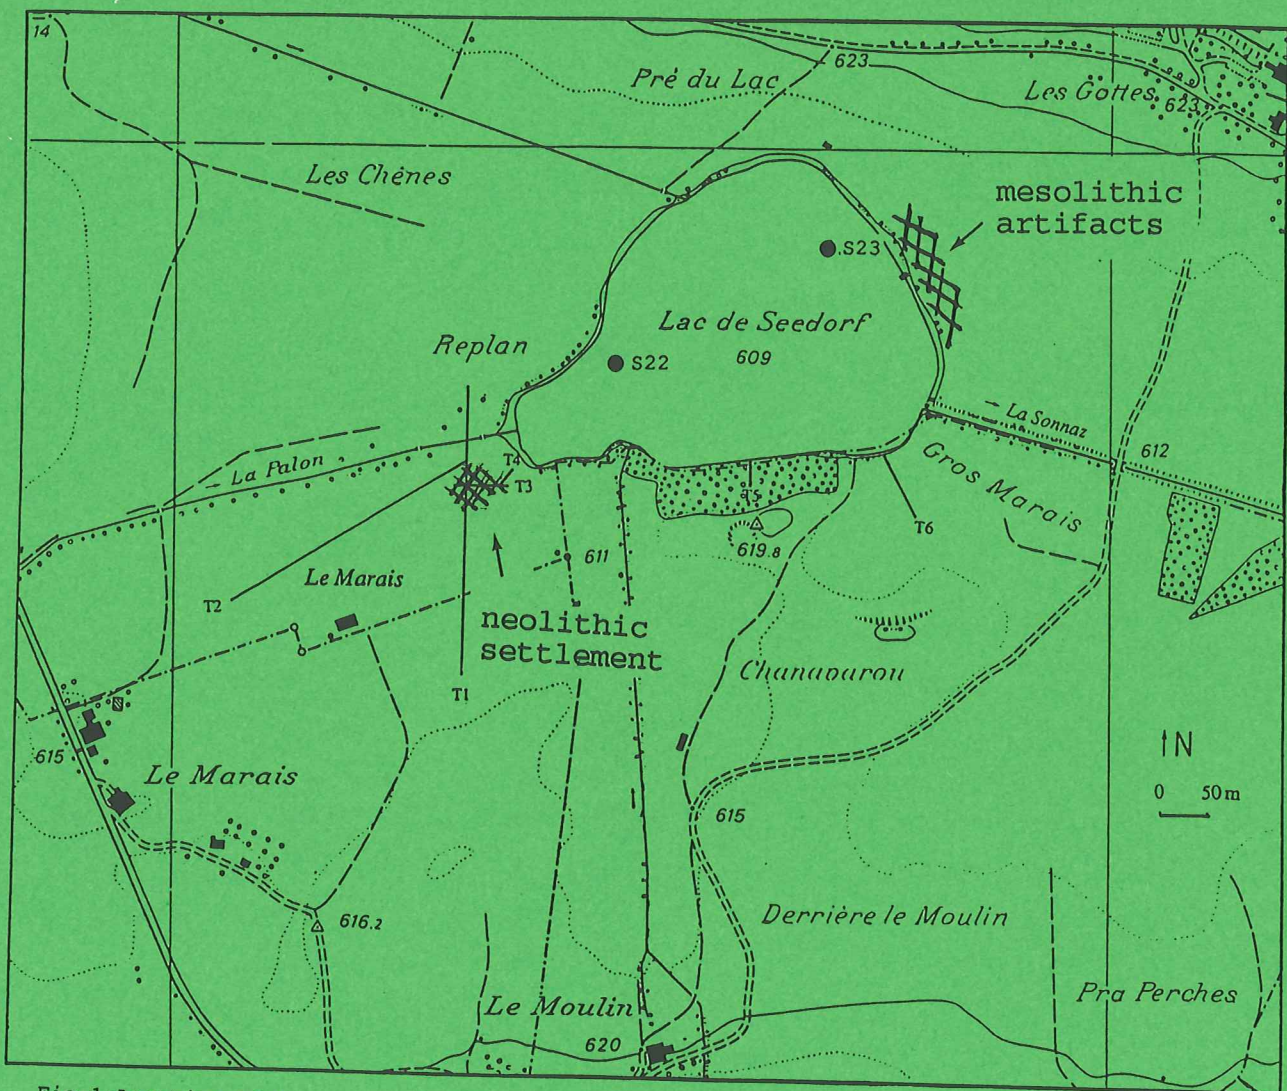 14
623
Pré du Lac
Les Gottes
623
Les Chênes
mesolithic
artifacts
S23
Lac de Seedorf
609
Replan
S22
La Sonnaz
612
La Palon
T4
T3
T5
Gros Marais
T6
619.8
611
Le Marais
T2
neolithic
settlement
Chanaparou
T1
N
615
Le Marais
0 50m
615
616.2
Derrière le Moulin
Pra Perches
Le Moulin
620